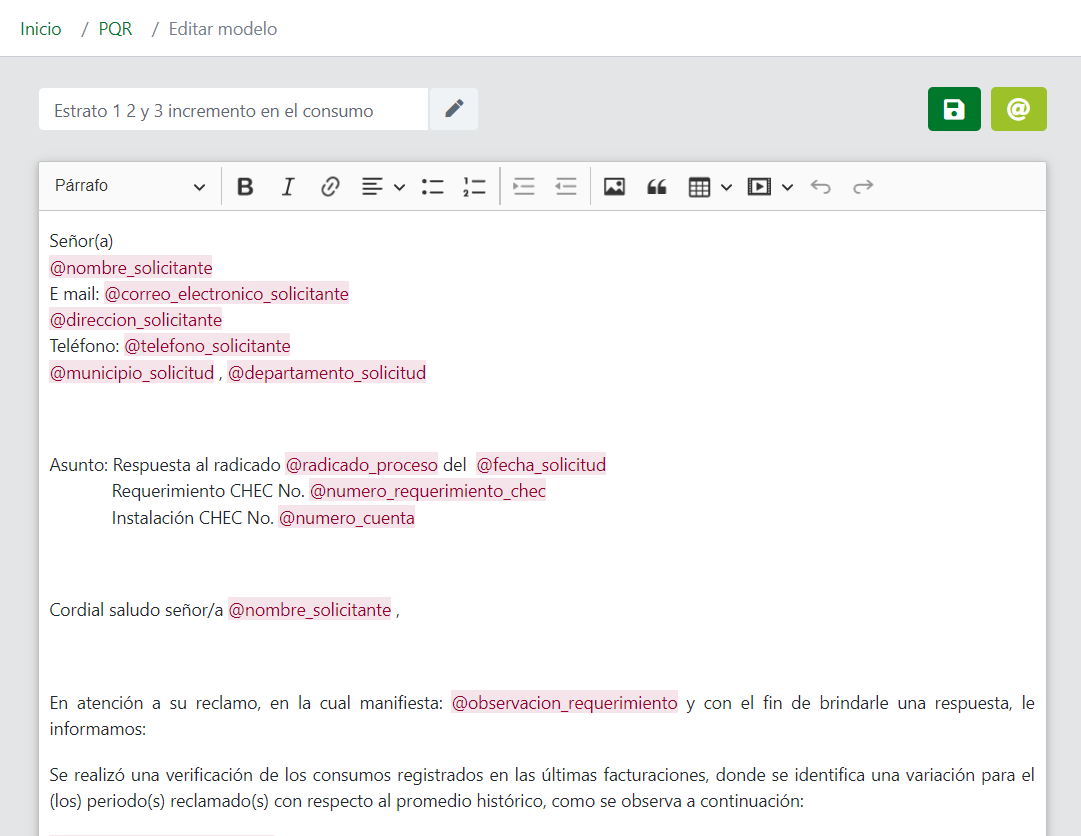 Inicio / PQR / Editar modelo
Estrato 1 2 y 3 incremento en el consumo
@
Párrafo
Señor(a)
@nombre_solicitante
E mail: @correo_electronico_solicitante
@direccion_solicitante
Teléfono: @telefono_solicitante
@municipio_solicitud , @departamento_solicitud
Asunto: Respuesta al radicado @radicado_proceso del @fecha_solicitud
Requerimiento CHEC No. @numero_requerimiento_chec
Instalación CHEC No. @numero_cuenta
Cordial saludo señor/a @nombre_solicitante ,
En atención a su reclamo, en la cual manifiesta: @observacion_requerimiento y con el fin de brindarle una respuesta, le
informamos:
Se realizó una verificación de los consumos registrados en las últimas facturaciones, donde se identifica una variación para el
(los) periodo(s) reclamado(s) con respecto al promedio histórico, como se observa a continuación: